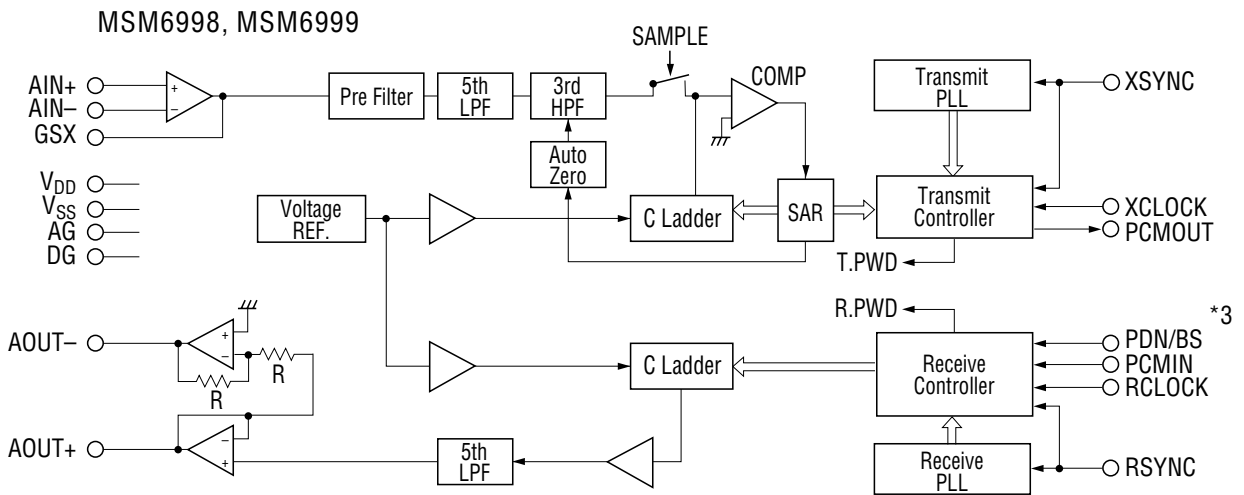 MSM6998, MSM6999
SAMPLE
AIN+
AIN−
GSX
+
−
Pre Filter
5th
LPF
3rd
HPF
COMP
Transmit
PLL
XSYNC
Auto
Zero
VDD
VSS
AG
DG
Voltage
REF.
C Ladder
SAR
Transmit
Controller
XCLOCK
PCMOUT
T.PWD
R.PWD
*3
AOUT−
+
−
R
R
C Ladder
Receive
Controller
PDN/BS
PCMIN
RCLOCK
AOUT+
−
+
5th
LPF
Receive
PLL
RSYNC